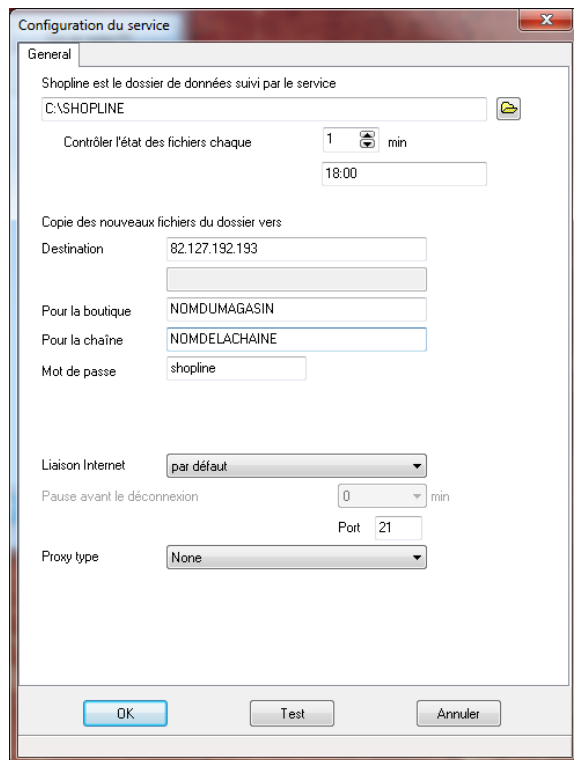 Configuration du service
General
Shopline est le dossier de données suivi par le service
C:\SHOPLINE
Contrôler l'état des fichiers chaque 1 min
18:00
Copie des nouveaux fichiers du dossier vers
Destination 82.127.192.193
Pour la boutique NOMDUMAGASIN
Pour la chaîne NOMDELACHAINE
Mot de passe shopline
Liaison Internet par défaut
Pause avant le déconnexion 0 min
Port 21
Proxy type None
OK Test Annuler